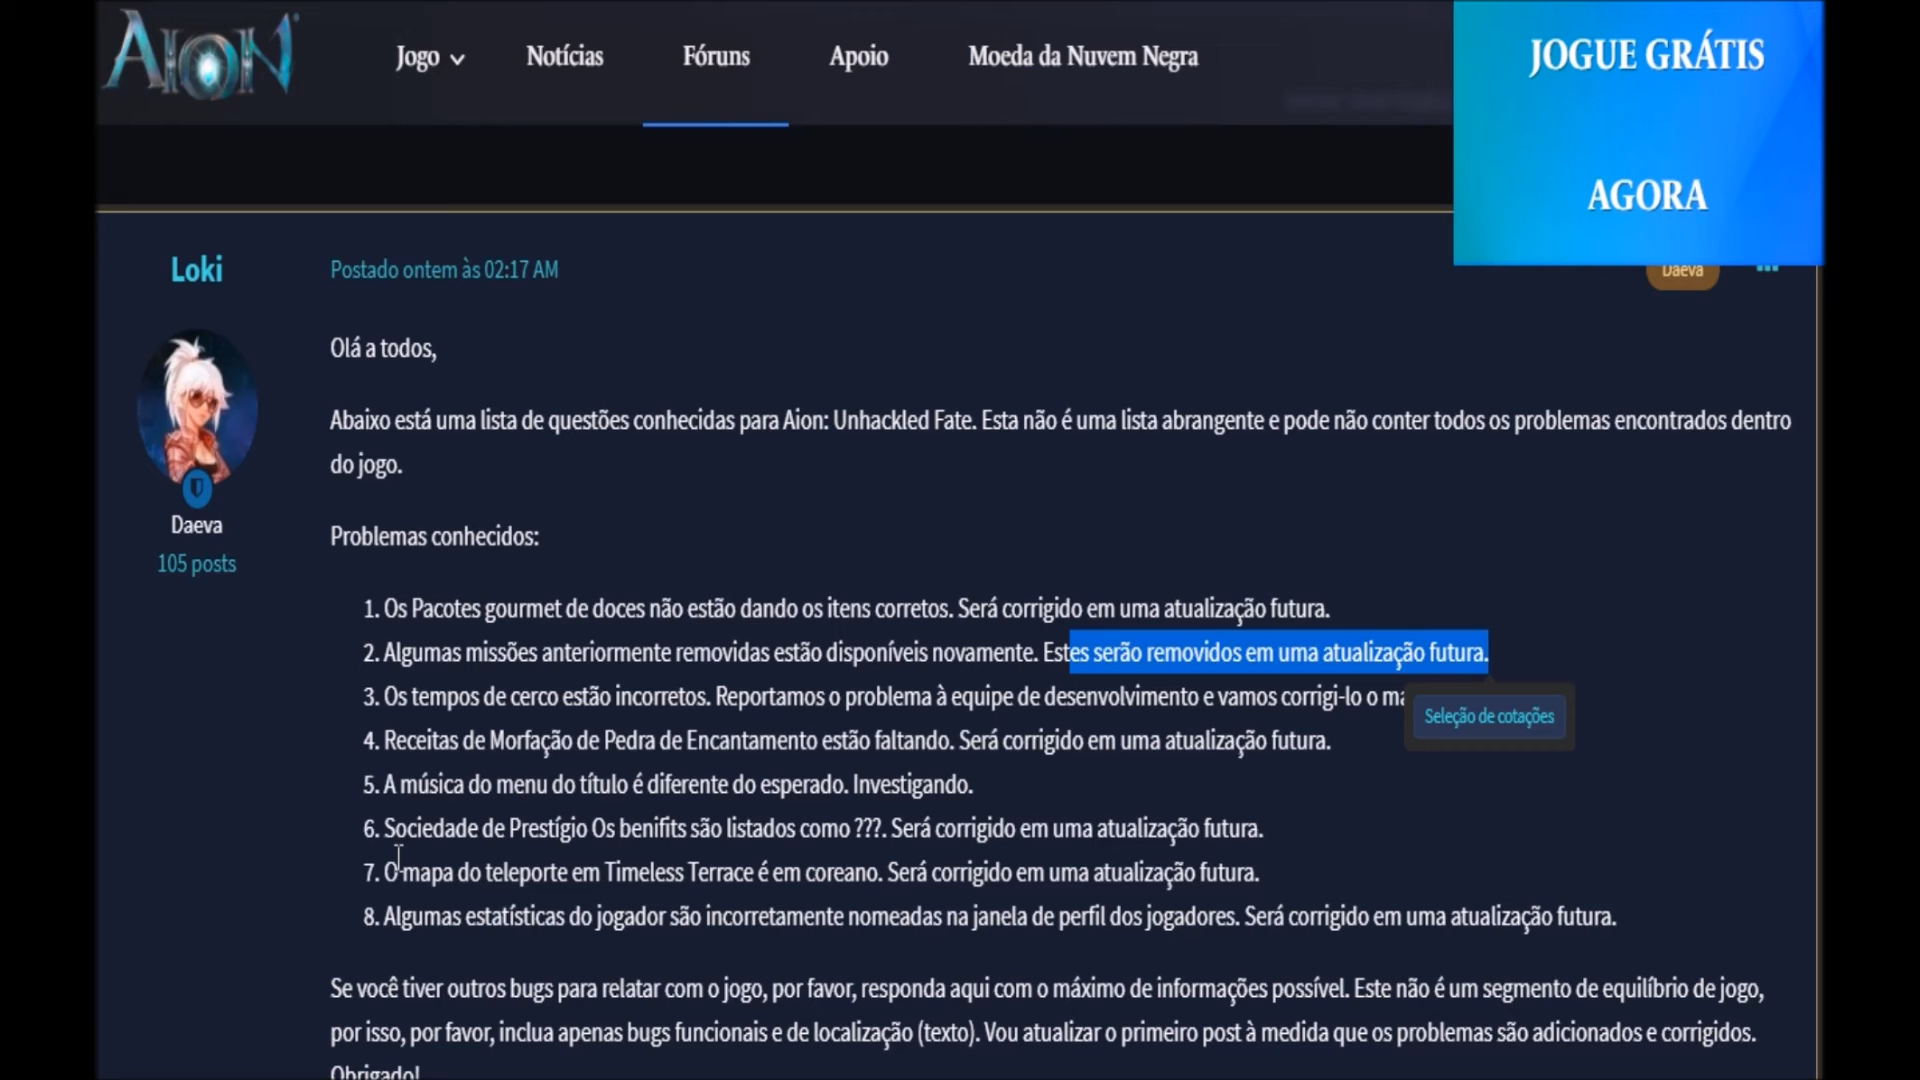 AION
Jogo
Notícias
Fóruns
Apoio
Moeda da Nuvem Negra
JOGUE GRÁTIS
AGORA
Loki
Postado ontem às 02:17 AM
Daeva
Olá a todos,
Abaixo está uma lista de questões conhecidas para Aion: Unhackled Fate. Esta não é uma lista abrangente e pode não conter todos os problemas encontrados dentro
do jogo.
Daeva
105 posts
Problemas conhecidos:
1. Os Pacotes gourmet de doces não estão dando os itens corretos. Será corrigido em uma atualização futura.
2. Algumas missões anteriormente removidas estão disponíveis novamente. Estes serão removidos em uma atualização futura.
3. Os tempos de cerco estão incorretos. Reportamos o problema à equipe de desenvolvimento e vamos corrigi-lo o
Seleção de cotações
4. Receitas de Morfação de Pedra de Encantamento estão faltando. Será corrigido em uma atualização futura.
5. A música do menu do título é diferente do esperado. Investigando.
6. Sociedade de Prestígio Os benifits são listados como ???. Será corrigido em uma atualização futura.
7. O mapa do teleporte em Timeless Terrace é em coreano. Será corrigido em uma atualização futura.
8. Algumas estatísticas do jogador são incorretamente nomeadas na janela de perfil dos jogadores. Será corrigido em uma atualização futura.
Se você tiver outros bugs para relatar com o jogo, por favor, responda aqui com o máximo de informações possível. Este não é um segmento de equilíbrio de jogo,
por isso, por favor, inclua apenas bugs funcionais e de localização (texto). Vou atualizar o primeiro post à medida que os problemas são adicionados e corrigidos.
Obrigado!